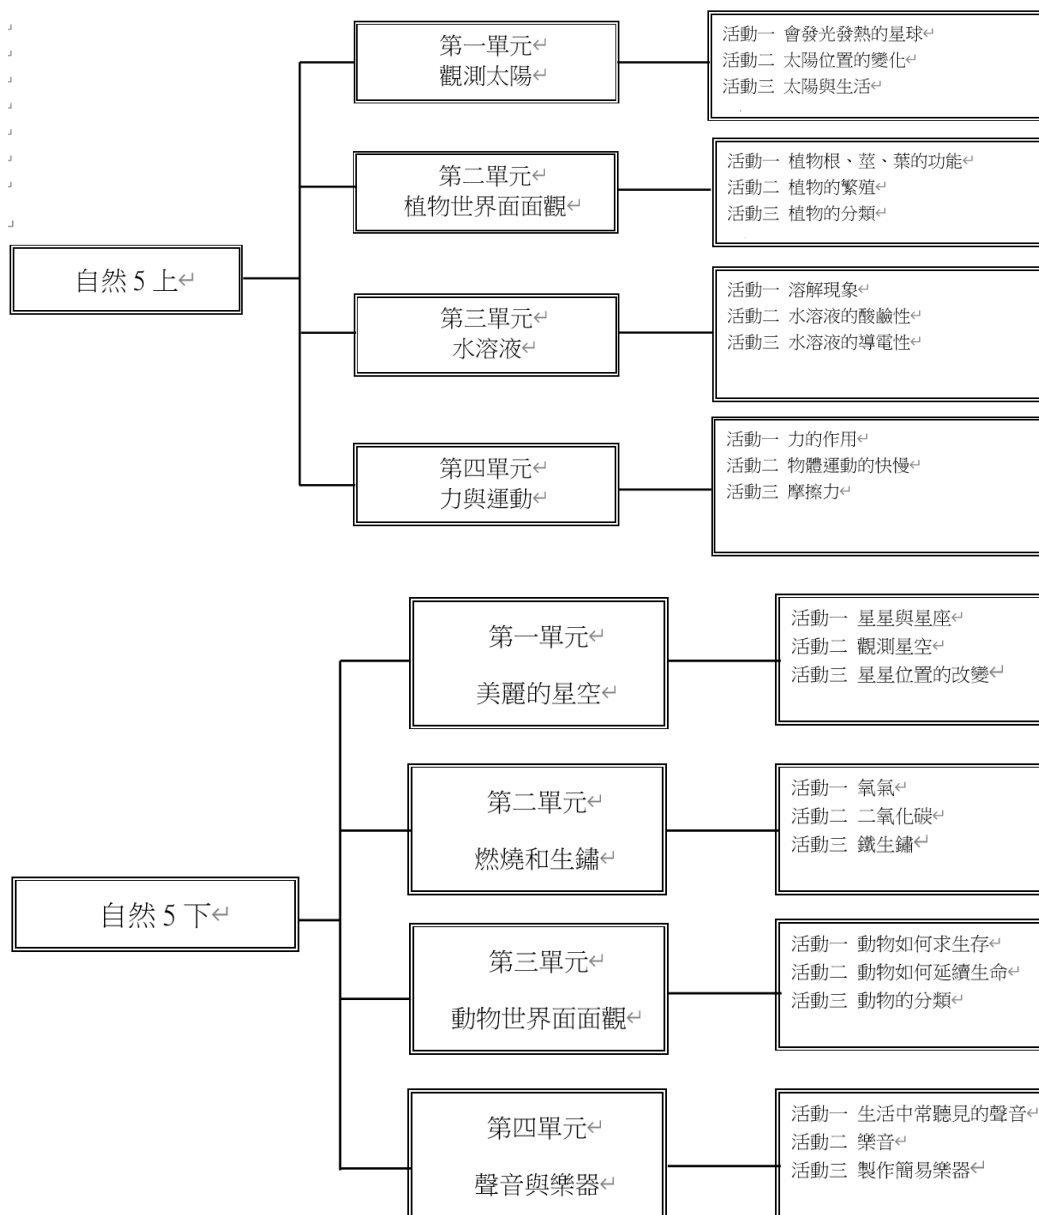 自然 5 上
第一單元
觀測太陽
活動一 會發光發熱的星球
活動二 太陽位置的變化
活動三 太陽與生活
第二單元
植物世界面面觀
活動一 植物根、莖、葉的功能
活動二 植物的繁殖
活動三 植物的分類
第三單元
水溶液
活動一 溶解現象
活動二 水溶液的酸鹼性
活動三 水溶液的導電性
第四單元
力與運動
活動一 力的作用
活動二 物體運動的快慢
活動三 摩擦力
自然 5 下
第一單元
美麗的星空
活動一 星星與星座
活動二 觀測星空
活動三 星星位置的改變
第二單元
燃燒和生鏽
活動一 氧氣
活動二 二氧化碳
活動三 鐵生鏽
第三單元
動物世界面面觀
活動一 動物如何求生存
活動二 動物如何延續生命
活動三 動物的分類
第四單元
聲音與樂器
活動一 生活中常聽見的聲音
活動二 樂音
活動三 製作簡易樂器